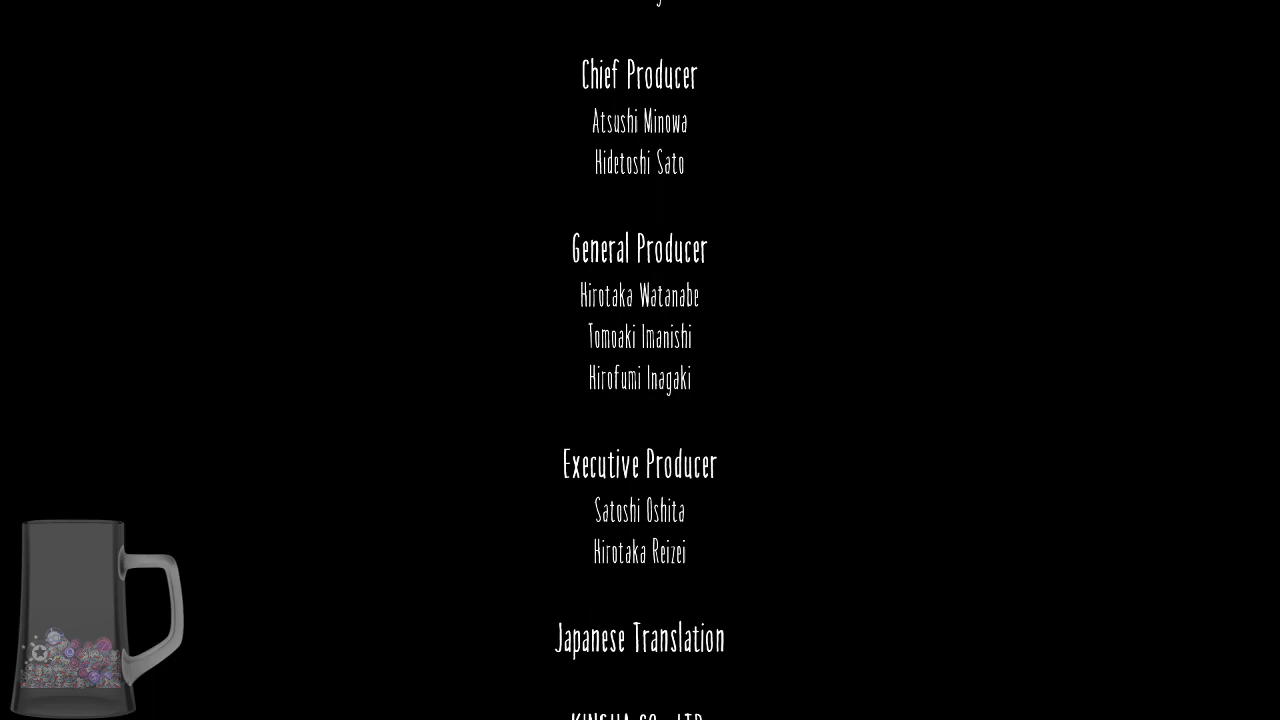 Chief Producer
Atsushi Minowa
Hidetoshi Sato
General Producer
Hirotaka Watanabe
Tomoaki Imanishi
Hirofumi Inagaki
Executive Producer
Satoshi Oshita
Hirotaka Reizei
Japanese Translation